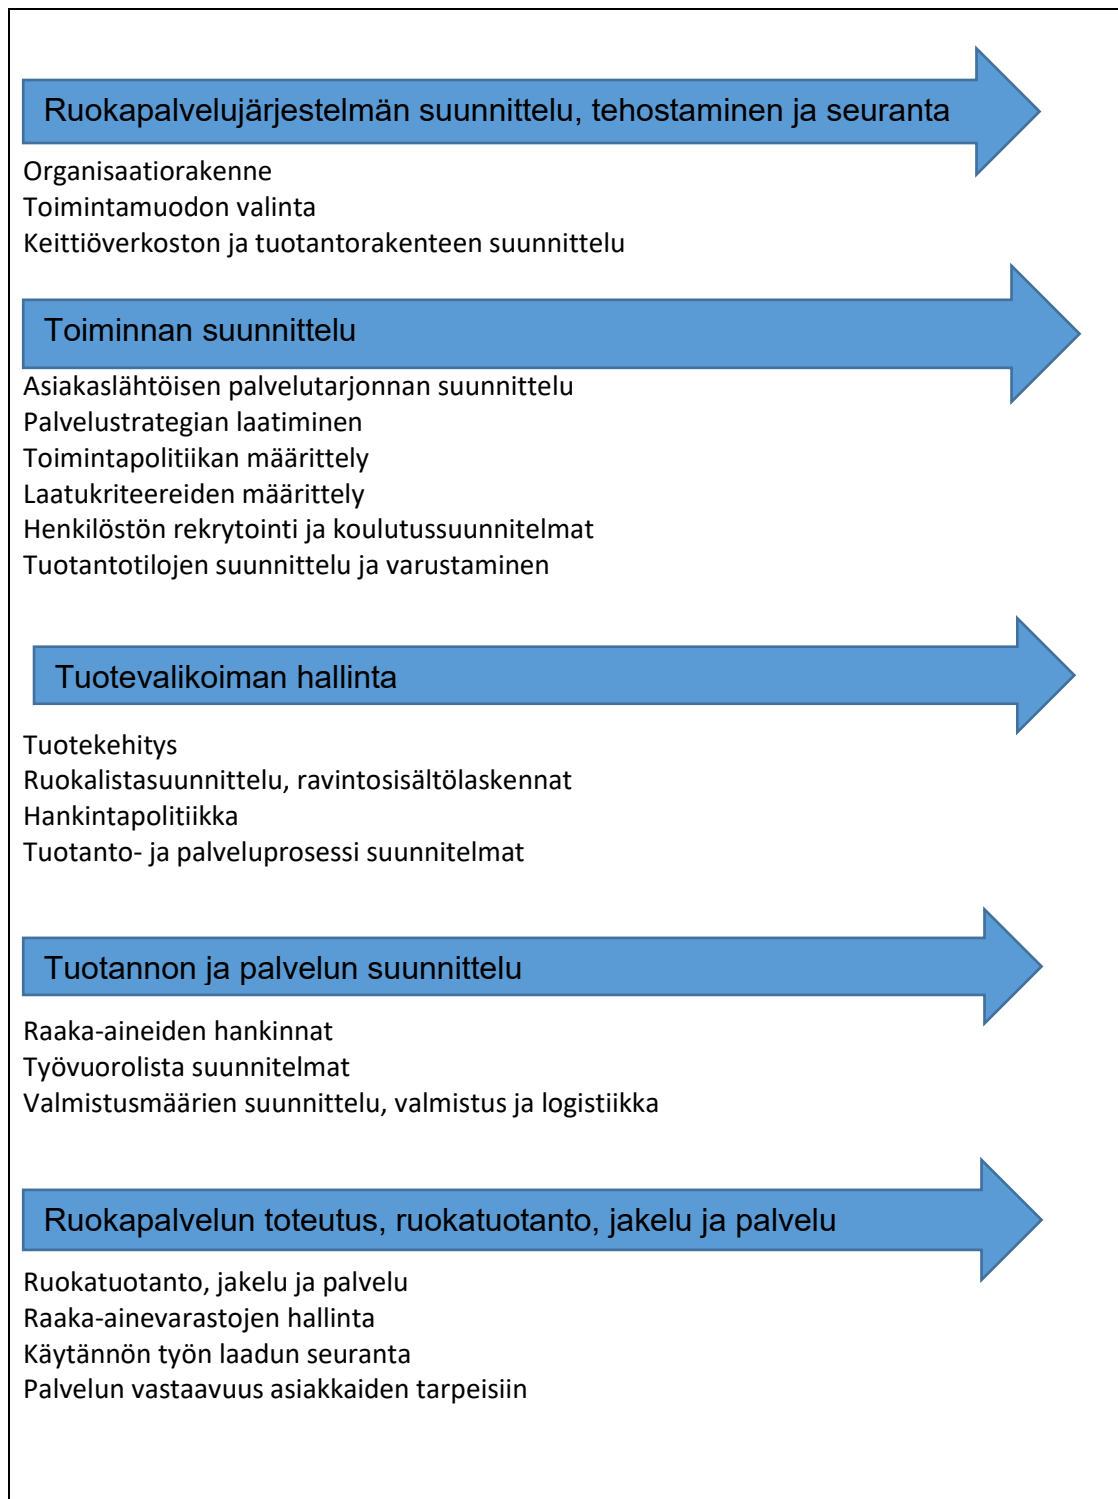 Ruokapalvelujärjestelmän suunnittelu, tehostaminen ja seuranta
Organisaatiorakenne
Toimintamuodon valinta
Keittiöverkoston ja tuotantorakenteen suunnittelu
Toiminnan suunnittelu
Asiakaslähtöisen palvelutarjonnan suunnittelu
Palvelustrategian laatiminen
Toimintapolitiikan määrittely
Laatukriteereiden määrittely
Henkilöstön rekrytointi ja koulutussuunnitelmat
Tuotantotilojen suunnittelu ja varustaminen
Tuotevalikoiman hallinta
Tuotekehitys
Ruokalistasuunnittelu, ravintosisältölaskennat
Hankintapolitiikka
Tuotanto- ja palveluprosessi suunnitelmat
Tuotannon ja palvelun suunnittelu
Raaka-aineiden hankinnat
Työvuorolista suunnitelmat
Valmistusmäärien suunnittelu, valmistus ja logistiikka
Ruokapalvelun toteutus, ruokatuotanto, jakelu ja palvelu
Ruokatuotanto, jakelu ja palvelu
Raaka-ainevarastojen hallinta
Käytännön työn laadun seuranta
Palvelun vastaavuus asiakkaiden tarpeisiin